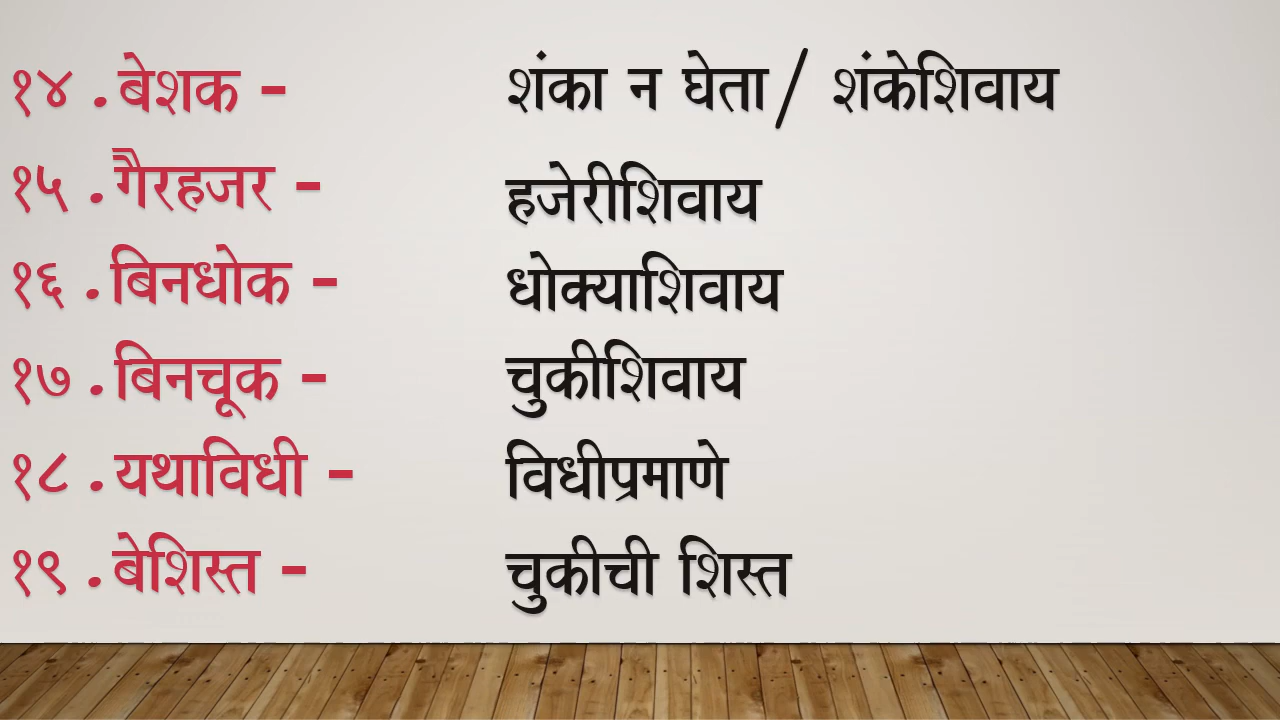 १४ . बेशक - शंका न घेता / शंकेशिवाय
१५ . गैरहजर - हजेरीशिवाय
१६ . बिनधोक - धोक्याशिवाय
१७ . बिनचूक - चुकीशिवाय
१८ . यथाविधी - विधीप्रमाणे
१९ . बेशिस्त - चुकीची शिस्त